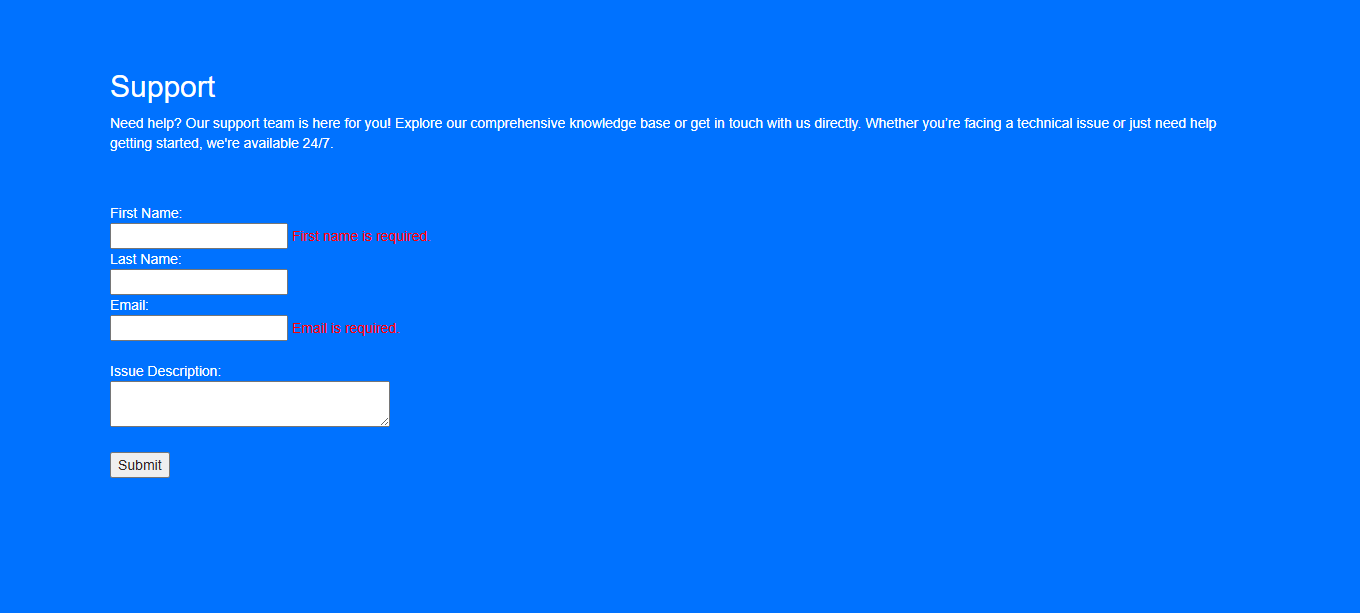 Support
Need help? Our support team is here for you! Explore our comprehensive knowledge base or get in touch with us directly. Whether you're facing a technical issue or just need help
getting started, we're available 24/7.
First Name:
First name is required.
Last Name:
Email:
Email is required.
Issue Description:
Submit